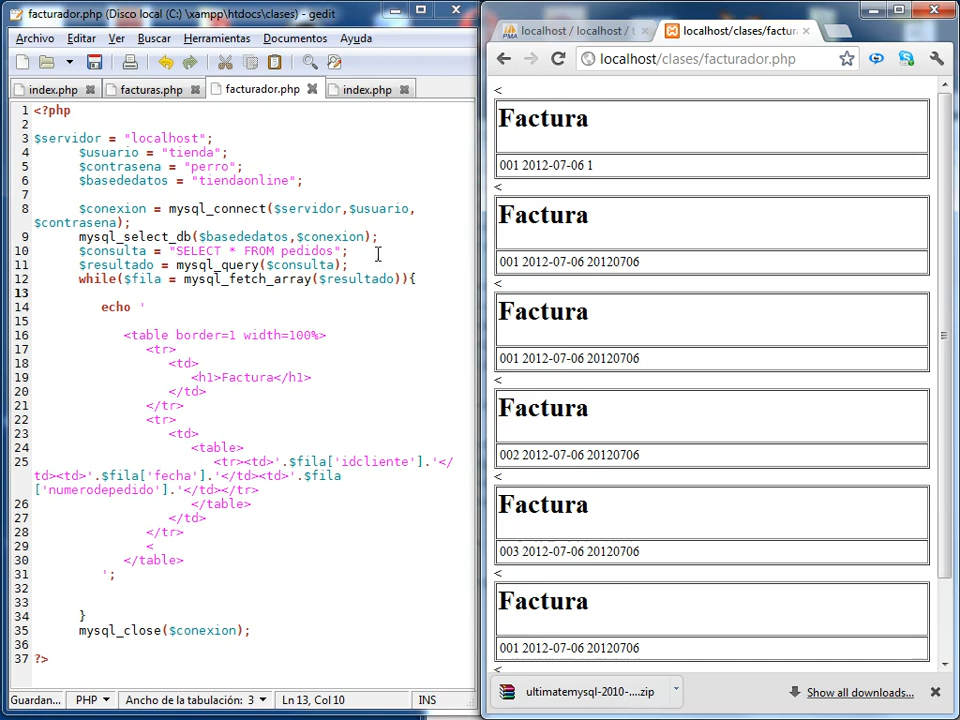 facturador.php (Disco local (C:) \xampp\htdocs\clases) - gedit
Archivo Editar Ver Buscar Herramientas Documentos Ayuda
index.php facturas.php facturador.php index.php
1 <?php
2
3 $servidor = "localhost";
4 $usuario = "tienda";
5 $contrasena = "perro";
6 $basededatos = "tiendaonline";
7
8 $conexion = mysql_connect($servidor,$usuario,
$contrasena);
9 mysql_select_db($basededatos,$conexion);
10 $consulta = "SELECT * FROM pedidos";
11 $resultado = mysql_query($consulta);
12 while($fila = mysql_fetch_array($resultado)){
13
14 echo '
15
16 <table border=1 width=100%>
17 <tr>
18 <td>
19 <h1>Factura</h1>
20 </td>
21 </tr>
22 <tr>
23 <td>
24 <table>
25 <tr><td>'.$fila['idcliente'].'</
td><td>'.$fila['fecha'].'</td><td>'.$fila
['numerodepedido'].'</td></tr>
26 </table>
27 </td>
28 </tr>
29 <
30 </table>
31 ';
32
33
34 }
35 mysql_close($conexion);
36
37 ?>
Guardan... PHP Ancho de la tabulación: 3 Ln 13, Col 10 INS
PMA localhost / localhost / t localhost/clases/factur
localhost/clases/facturador.php
<
Factura
001 2012-07-06 1
<
Factura
001 2012-07-06 20120706
<
Factura
001 2012-07-06 20120706
<
Factura
002 2012-07-06 20120706
<
Factura
003 2012-07-06 20120706
<
Factura
001 2012-07-06 20120706
<
ultimatemysql-2010-....zip Show all downloads...